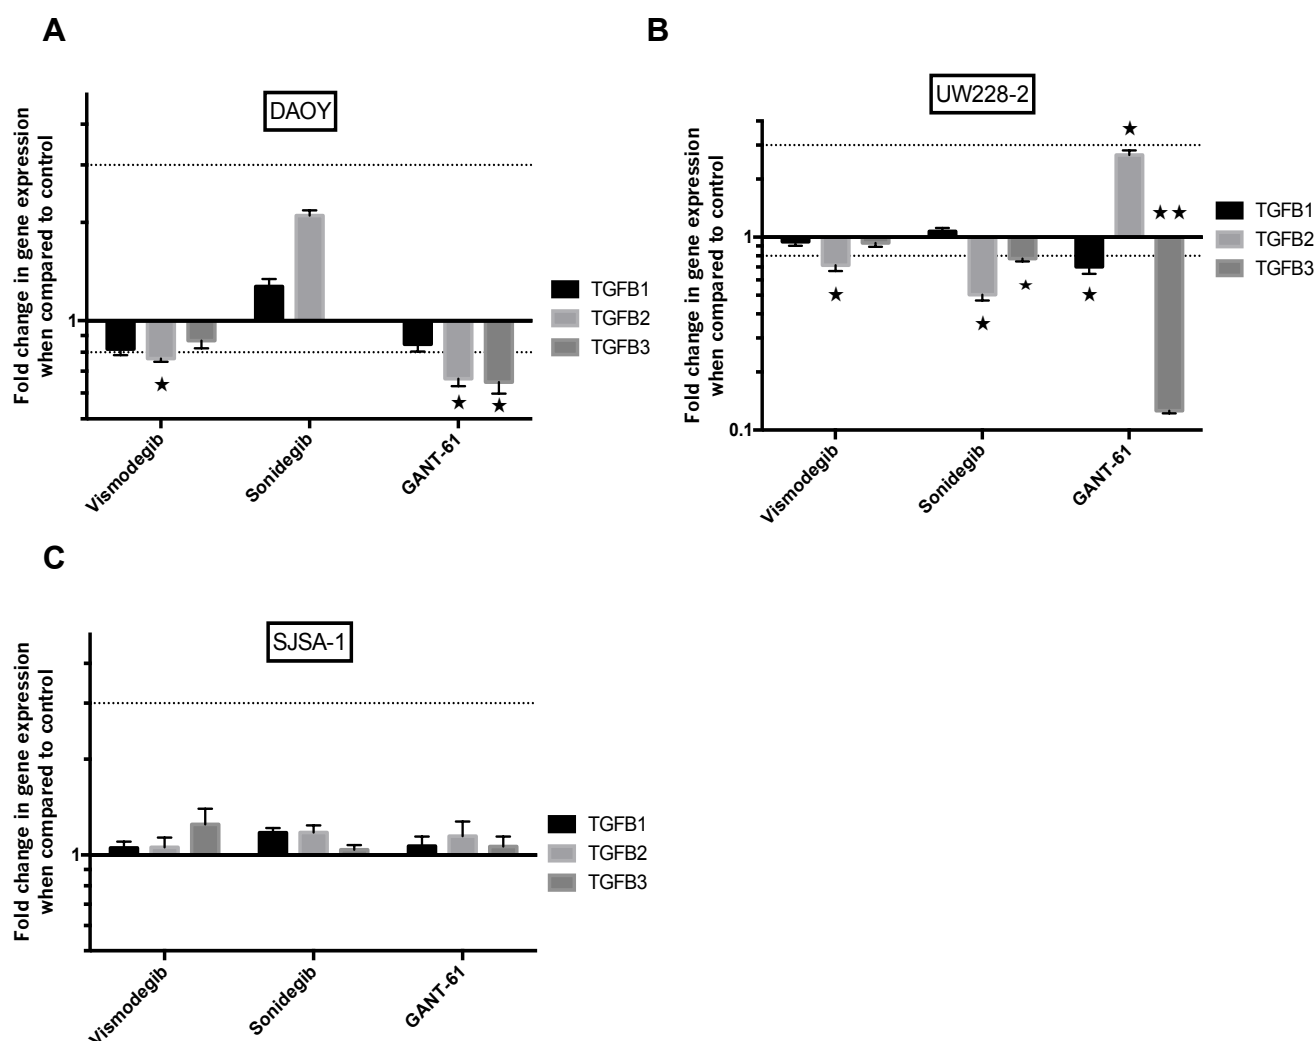 A
DAOY
Fold change in gene expression
when compared to control
1
Vismodegib
Sonidegib
GANT-61
TGFB1
TGFB2
TGFB3
★
★
★
B
UW228-2
Fold change in gene expression
when compared to control
1
0.1
Vismodegib
Sonidegib
GANT-61
TGFB1
TGFB2
TGFB3
★
★★
★
★
★
★
C
SJSA-1
Fold change in gene expression
when compared to control
1
Vismodegib
Sonidegib
GANT-61
TGFB1
TGFB2
TGFB3